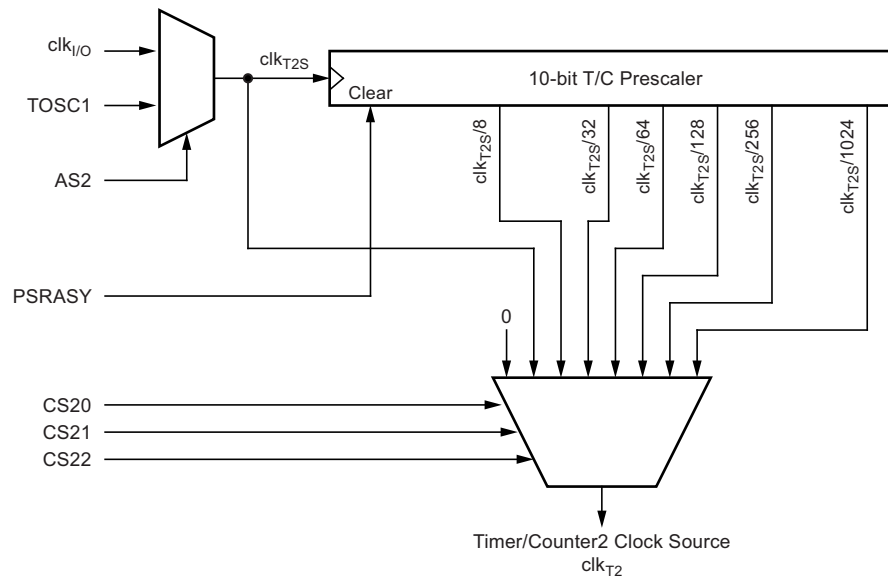 clkI/O
TOSC1
AS2
clkT2S
10-bit T/C Prescaler
Clear
clkT2S/8
clkT2S/32
clkT2S/64
clkT2S/128
clkT2S/256
clkT2S/1024
PSRASY
0
CS20
CS21
CS22
Timer/Counter2 Clock Source
clkT2